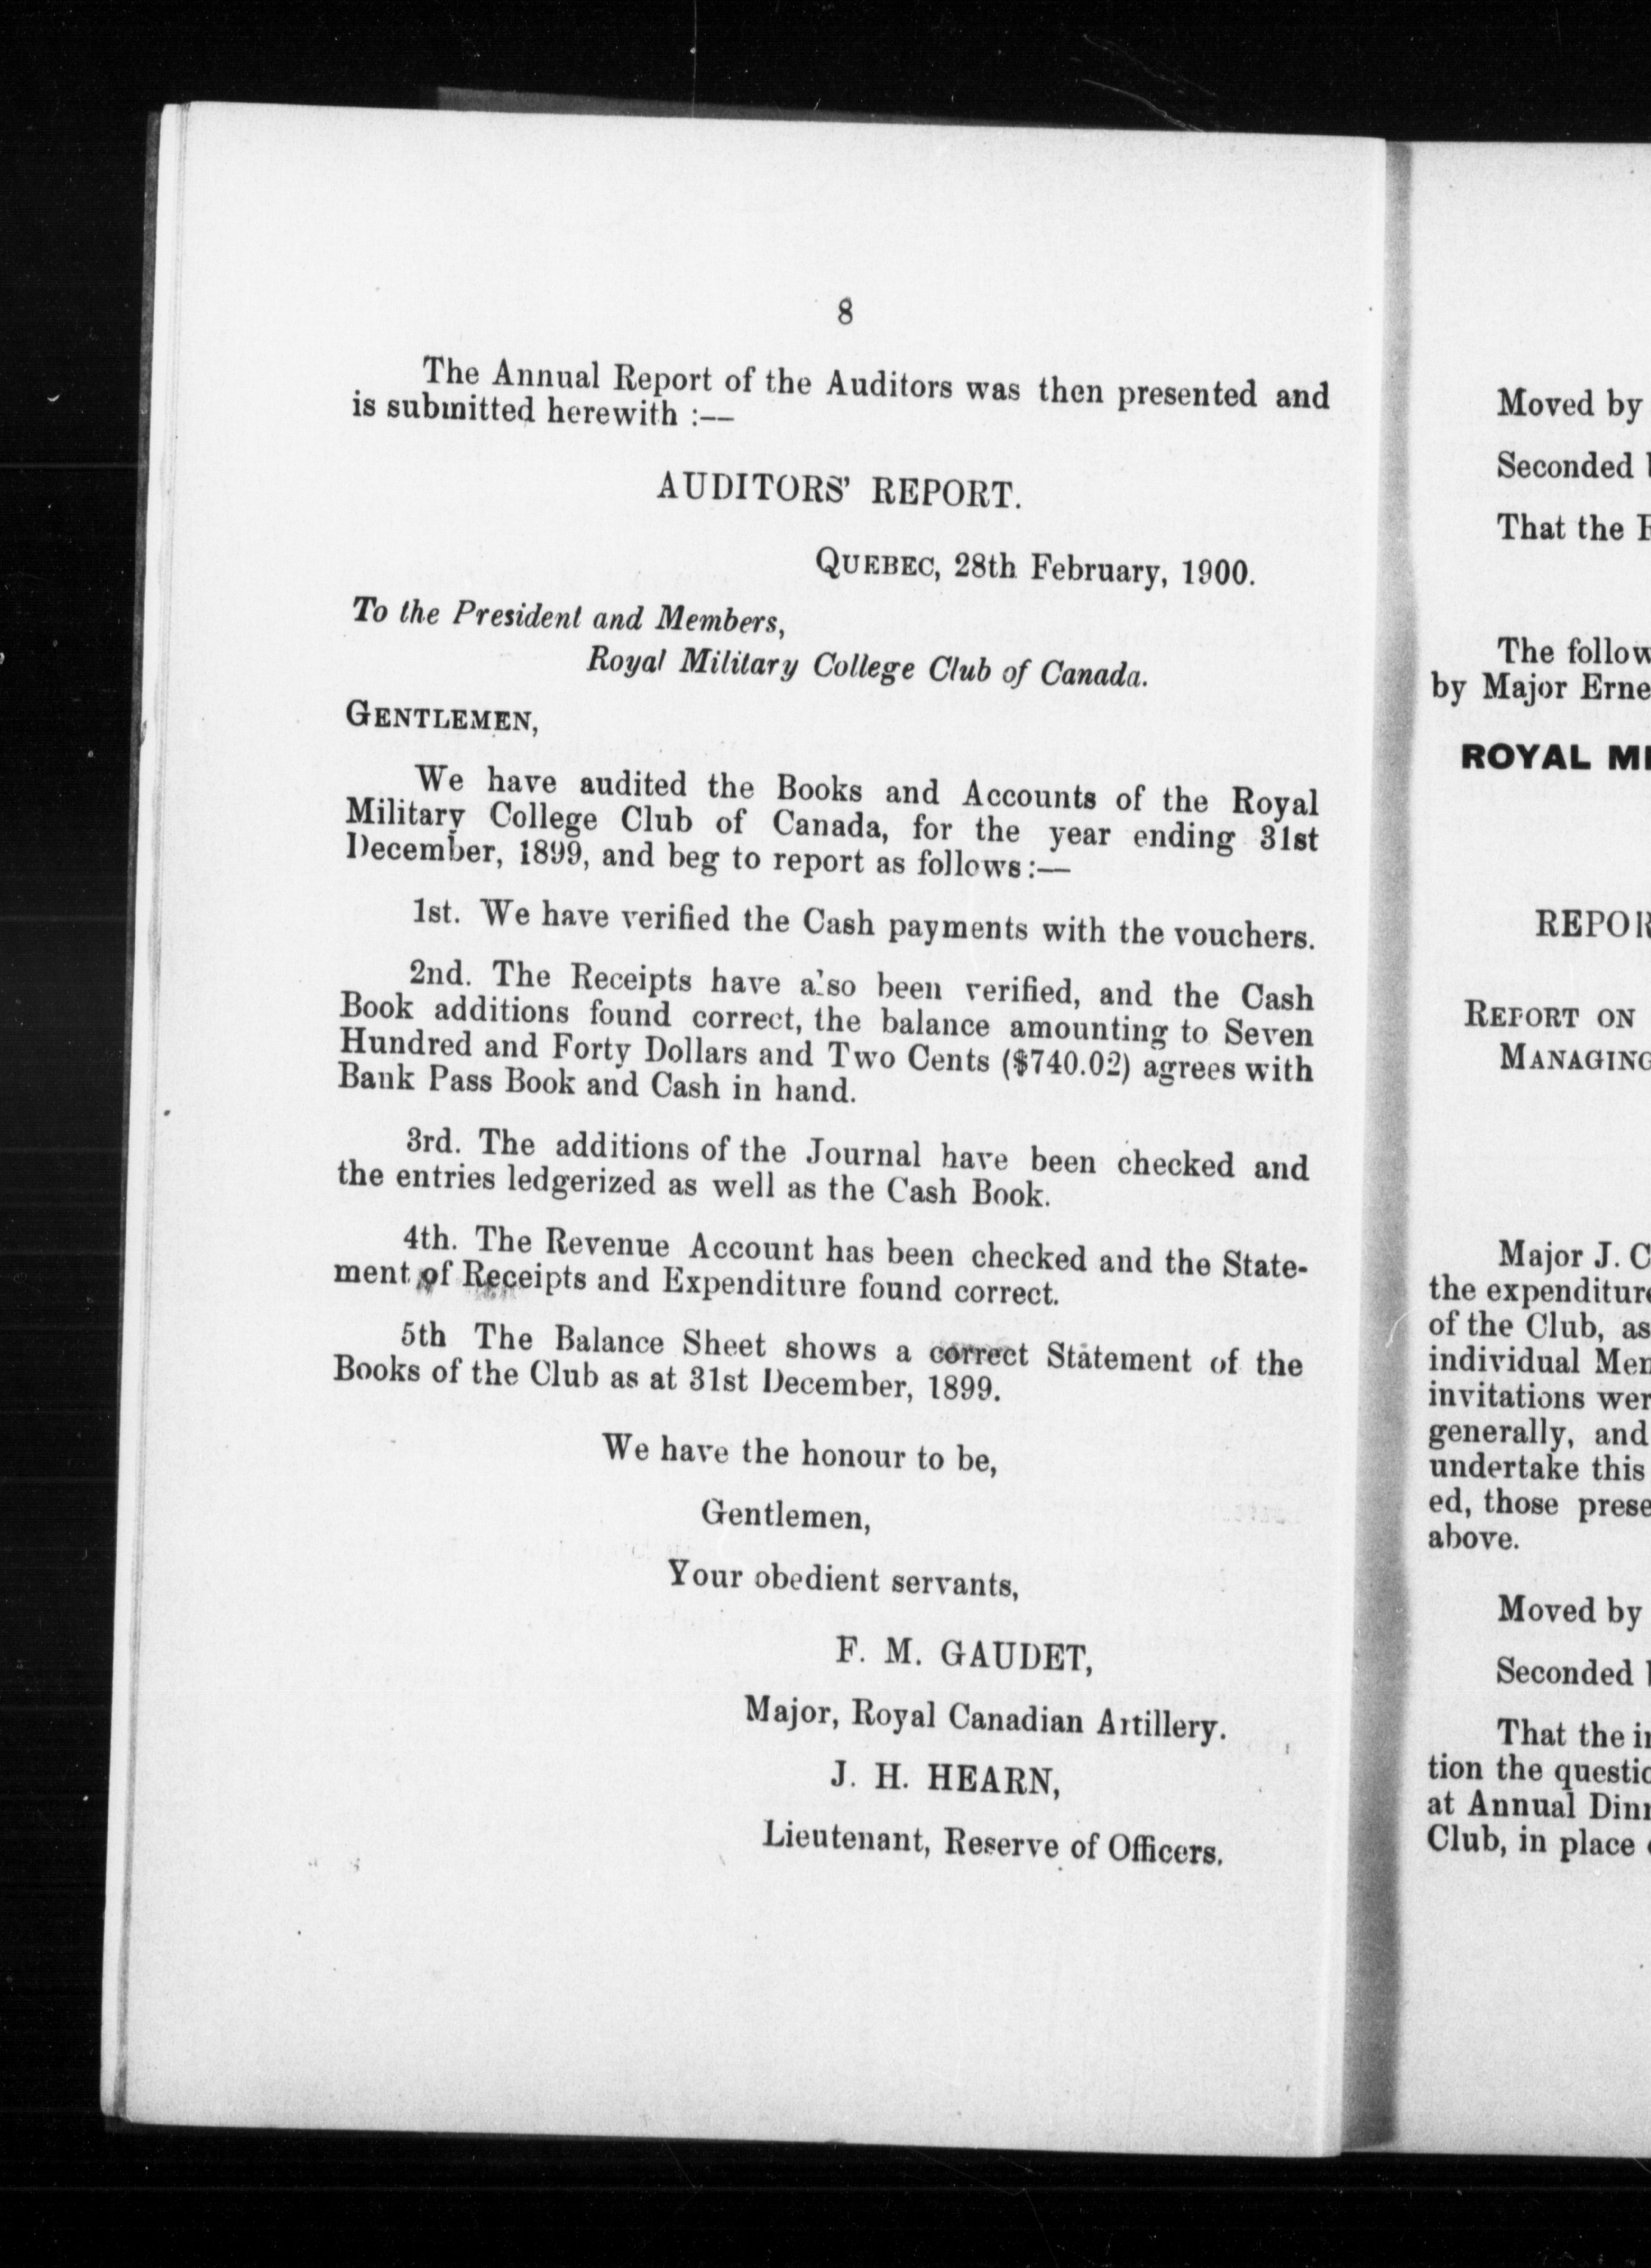 8
The Annual Report of the Auditors was then presented and
is submitted herewith :—
AUDITORS' REPORT.
QUEBEC, 28th February, 1900.
To the President and Members,
Royal Military College Club of Canada.
GENTLEMEN,
We have audited the Books and Accounts of the Royal
Military College Club of Canada, for the year ending 31st
December, 1899, and beg to report as follows:—
1st. We have verified the Cash payments with the vouchers.
2nd. The Receipts have also been verified, and the Cash
Book additions found correct, the balance amounting to Seven
Hundred and Forty Dollars and Two Cents ($740.02) agrees with
Bank Pass Book and Cash in hand.
3rd. The additions of the Journal have been checked and
the entries ledgerized as well as the Cash Book.
4th. The Revenue Account has been checked and the State-
ment of Receipts and Expenditure found correct.
5th The Balance Sheet shows a correct Statement of the
Books of the Club as at 31st December, 1899.
We have the honour to be,
Gentlemen,
Your obedient servants,
F. M. GAUDET,
Major, Royal Canadian Artillery.
J. H. HEARN,
Lieutenant, Reserve of Officers.
Moved by
Seconded
That the
The follow
by Major Erne
ROYAL MI
REPOR
REPORT ON
MANAGING
Major J. C
the expenditure
of the Club, as
individual Mem
invitations wer
generally, and
undertake this
ed, those prese
above.
Moved by
Seconded
That the in
tion the questio
at Annual Dinn
Club, in place